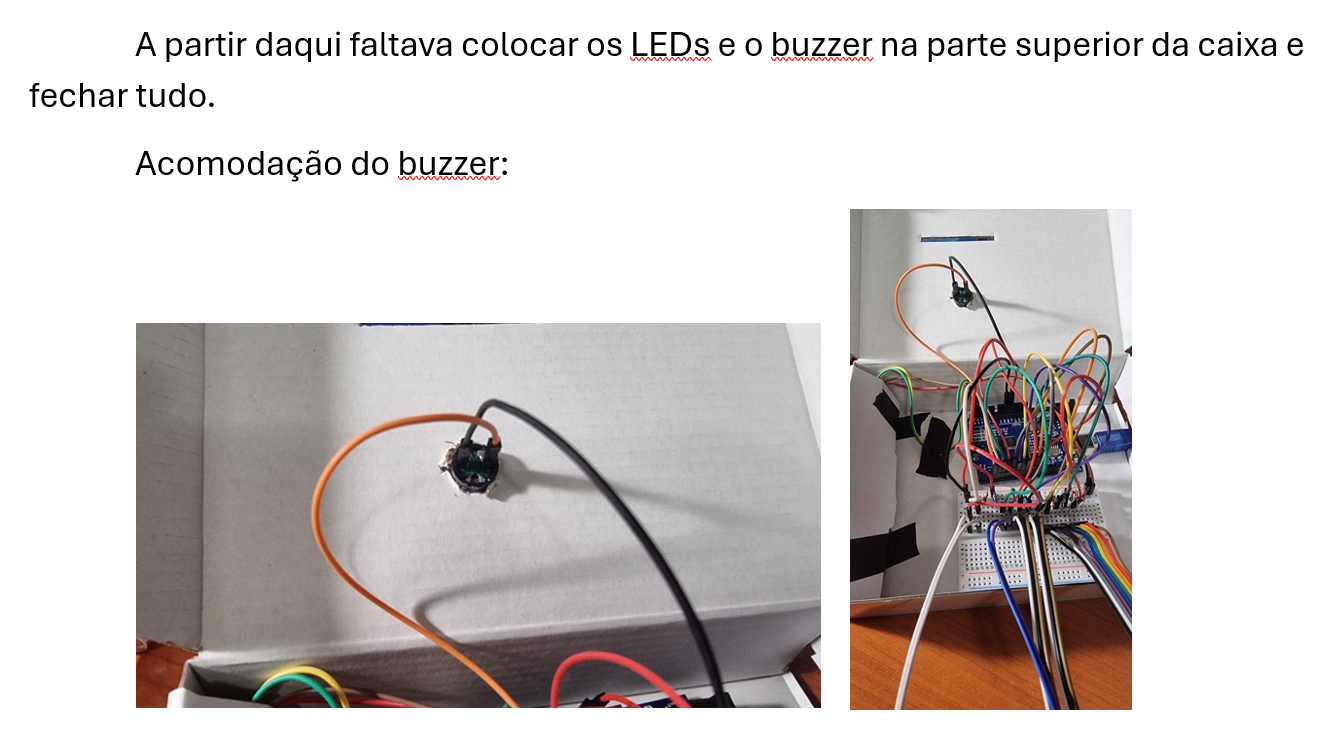 A partir daqui faltava colocar os LEDs e o buzzer na parte superior da caixa e
fechar tudo.
Acomodação do buzzer: